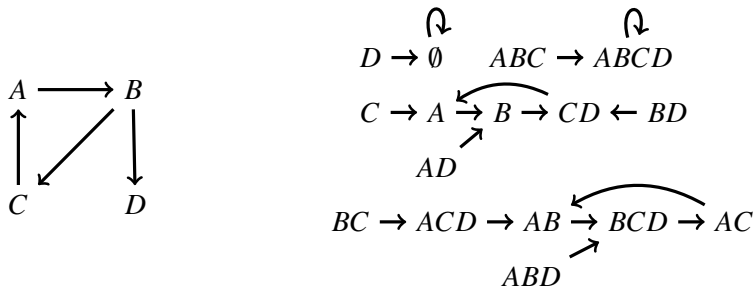 A → B
C D
D → ∅ ABC → ABCD
C → A → B → CD ← BD
AD
BC → ACD → AB → BCD → AC
ABD